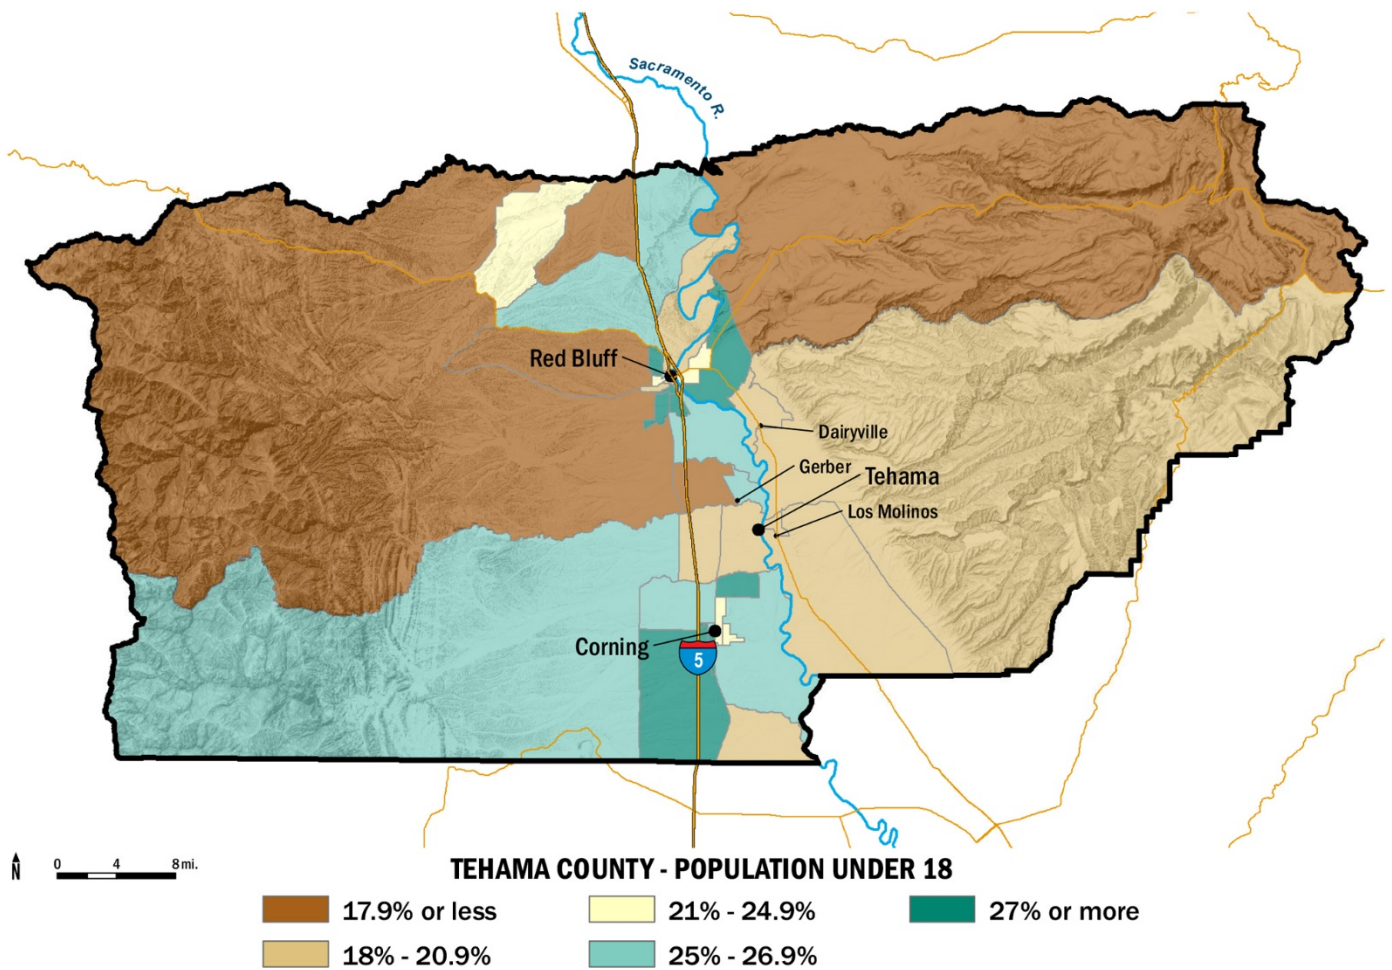 Sacramento R.
Red Bluff
Dairyville
Gerber
Tehama
Los Molinos
Corning
5
N
0 4 8 mi.
TEHAMA COUNTY - POPULATION UNDER 18
17.9% or less
21% - 24.9%
27% or more
18% - 20.9%
25% - 26.9%